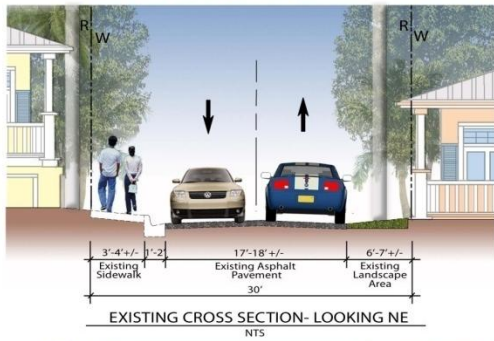 R
W
R
W
3'-4'+/-
1'-2'
17'-18'+/-
6'-7'+/-
Existing
Sidewalk
Existing Asphalt
Pavement
Existing
Landscape
Area
30'
EXISTING CROSS SECTION- LOOKING NE
NTS